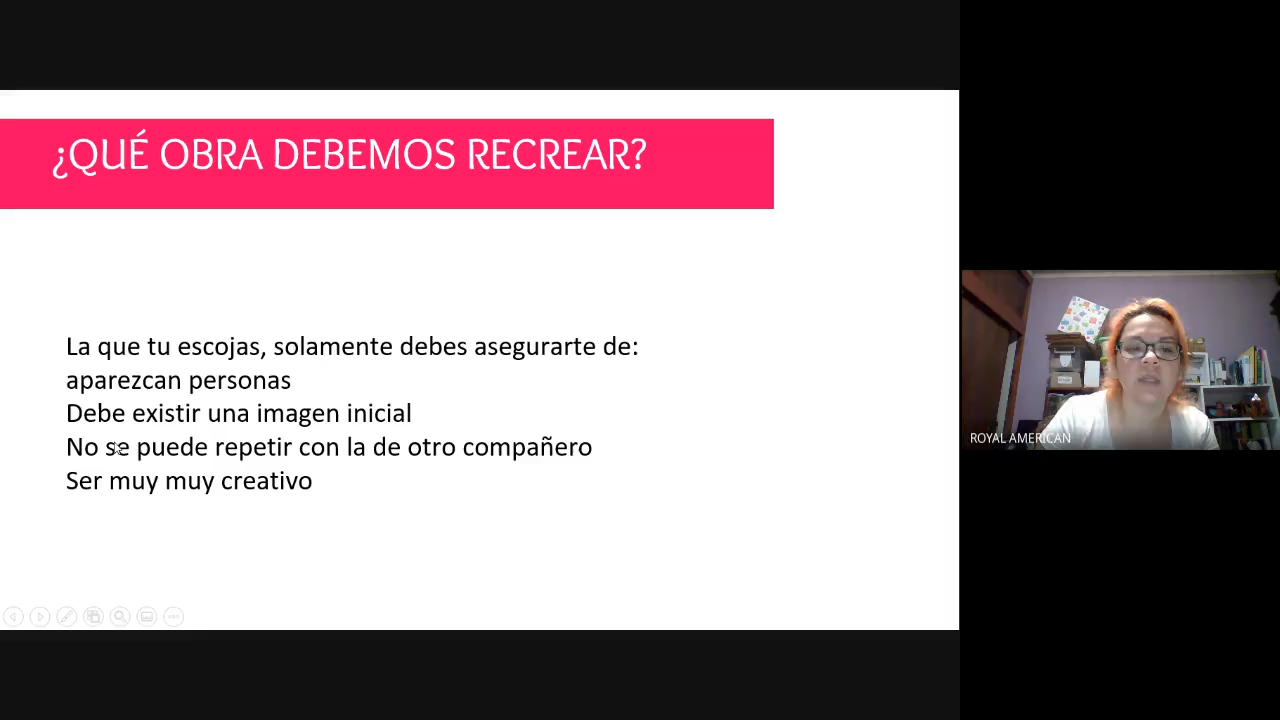 ¿QUÉ OBRA DEBEMOS RECREAR?
La que tu escojas, solamente debes asegurarte de:
aparezcan personas
Debe existir una imagen inicial
No se puede repetir con la de otro compañero
Ser muy muy creativo
ROYAL AMERICAN